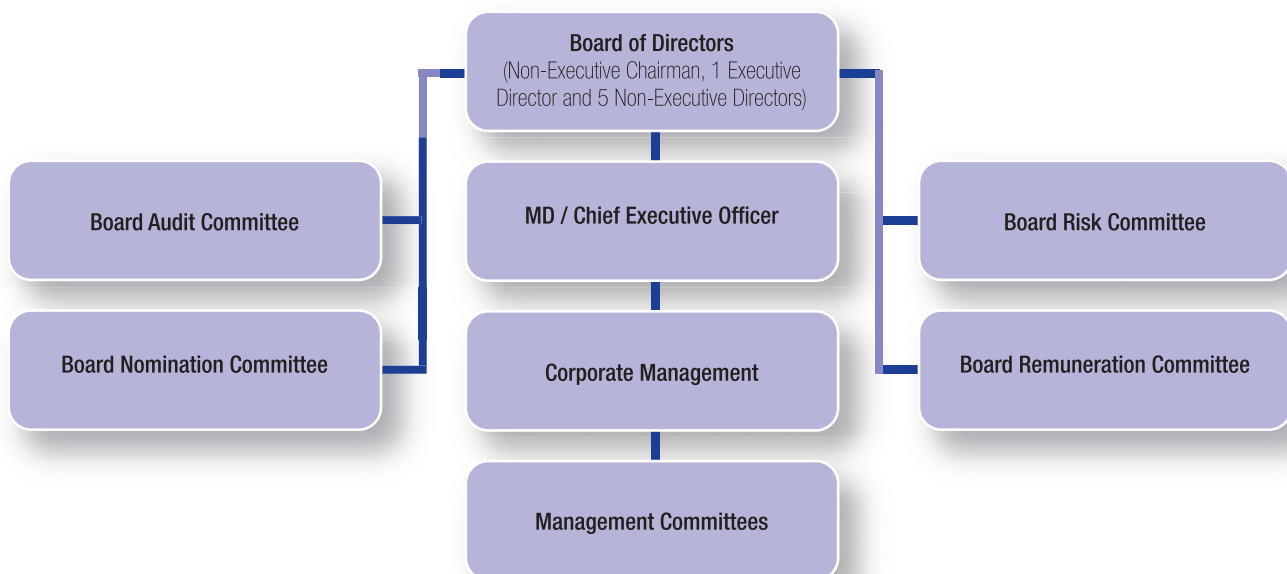 Board of Directors
(Non-Executive Chairman, 1 Executive
Director and 5 Non-Executive Directors)
Board Audit Committee
MD / Chief Executive Officer
Board Risk Committee
Board Nomination Committee
Corporate Management
Board Remuneration Committee
Management Committees